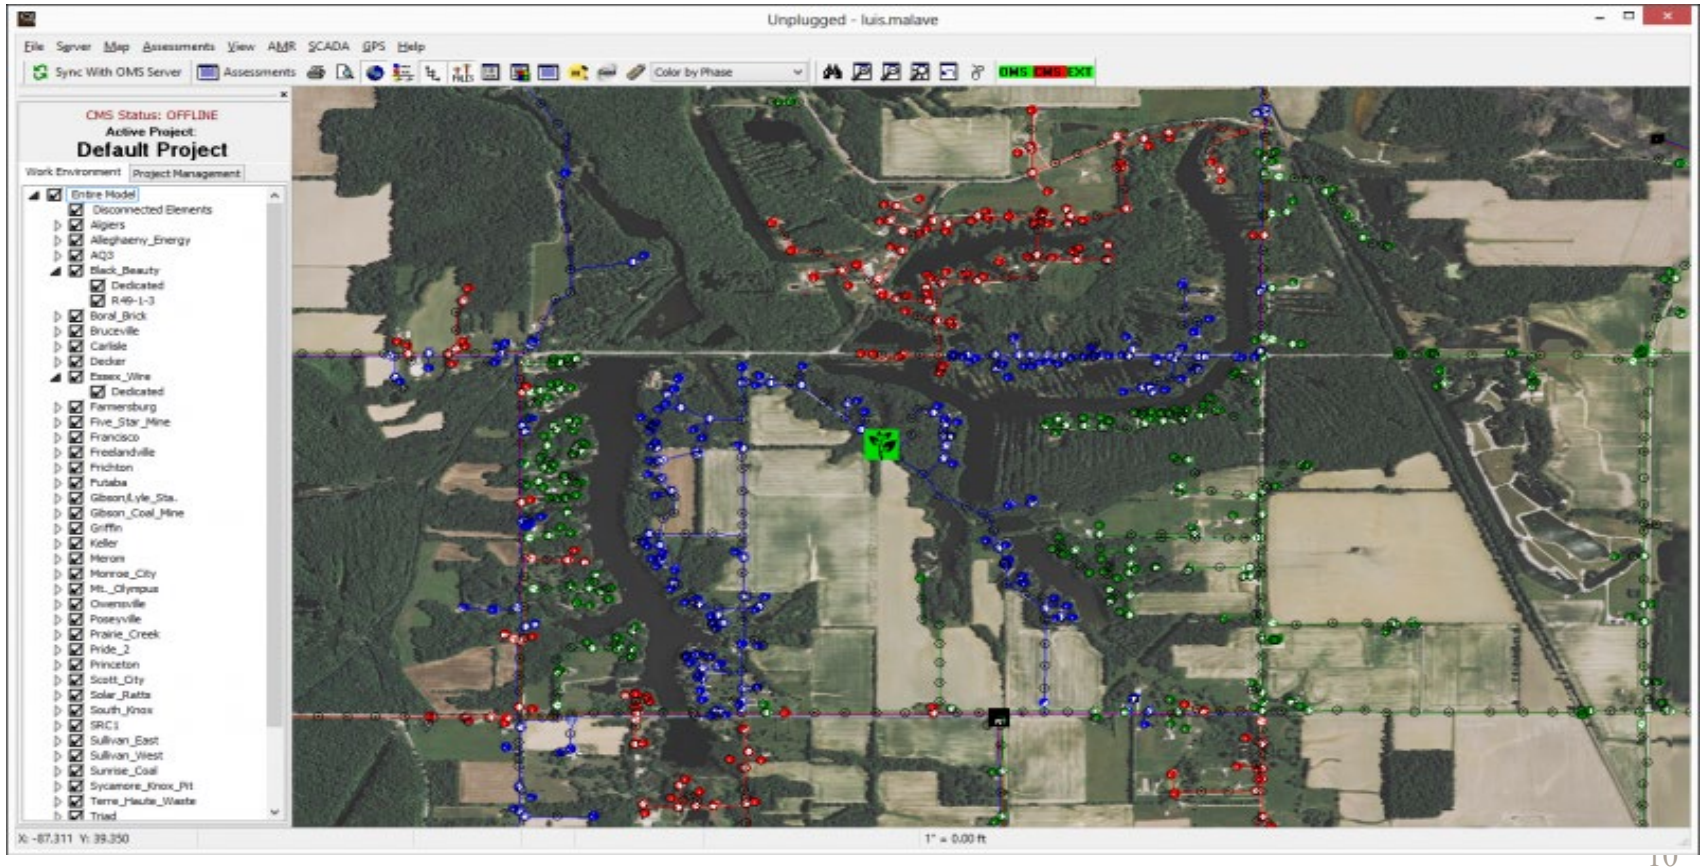 Unplugged - luis.malave
File Server Map Assessments View AMR SCADA GPS Help
Sync With OMS Server Assessments Color by Phase OMS CMS EXT
CMS Status: OFFLINE
Active Project:
Default Project
Work Environment Project Management
Entire Model
Disconnected Elements
Algiers
Alleghaeny_Energy
AQ3
Black_Beauty
Dedicated
R49-1-3
Boral_Brick
Bruceville
Carlisle
Decker
Essex_Wire
Dedicated
Farmersburg
Five_Star_Mine
Francisco
Freelandville
Frichton
Futaba
Gibson/Lyle_Sta.
Gibson_Coal_Mine
Griffin
Keller
Merom
Monroe_City
Mt._Olympus
Owensville
Poseyville
Prairie_Creek
Pride_2
Princeton
Scott_City
Solar_Ratts
South_Knox
SRC1
Sullivan_East
Sullivan_West
Sunrise_Coal
Sycamore_Knox_Pit
Terre_Haute_Waste
Triad
X: -87.311 Y: 39.350 1" = 0.00 ft
10